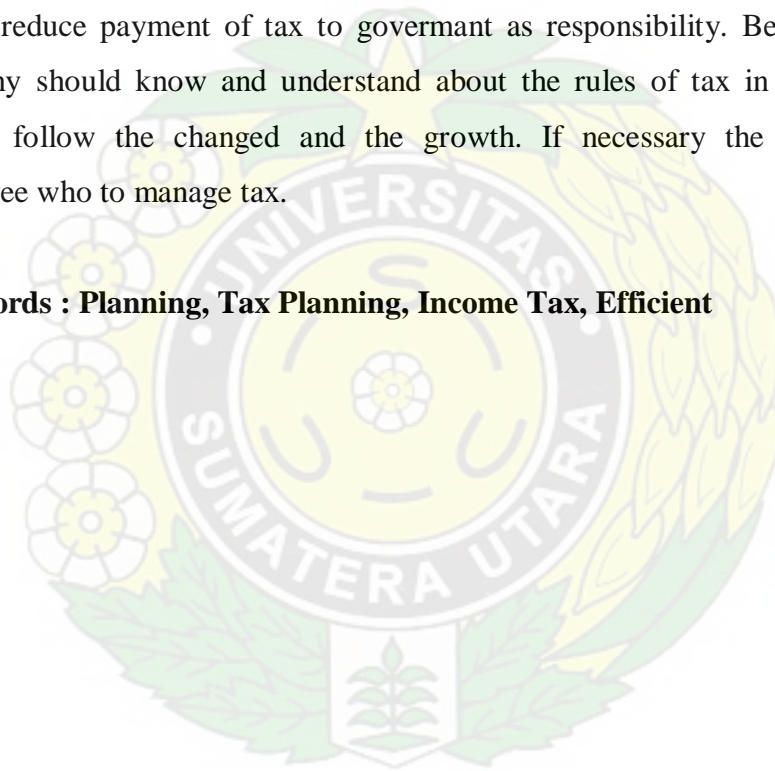 reduce payment of tax to govermant as responsibility. Be
ny should know and understand about the rules of tax in
follow the changed and the growth. If necessary the
ee who to manage tax.
ords : Planning, Tax Planning, Income Tax, Efficient
UNIVERSITAS
SUMATERA UTARA